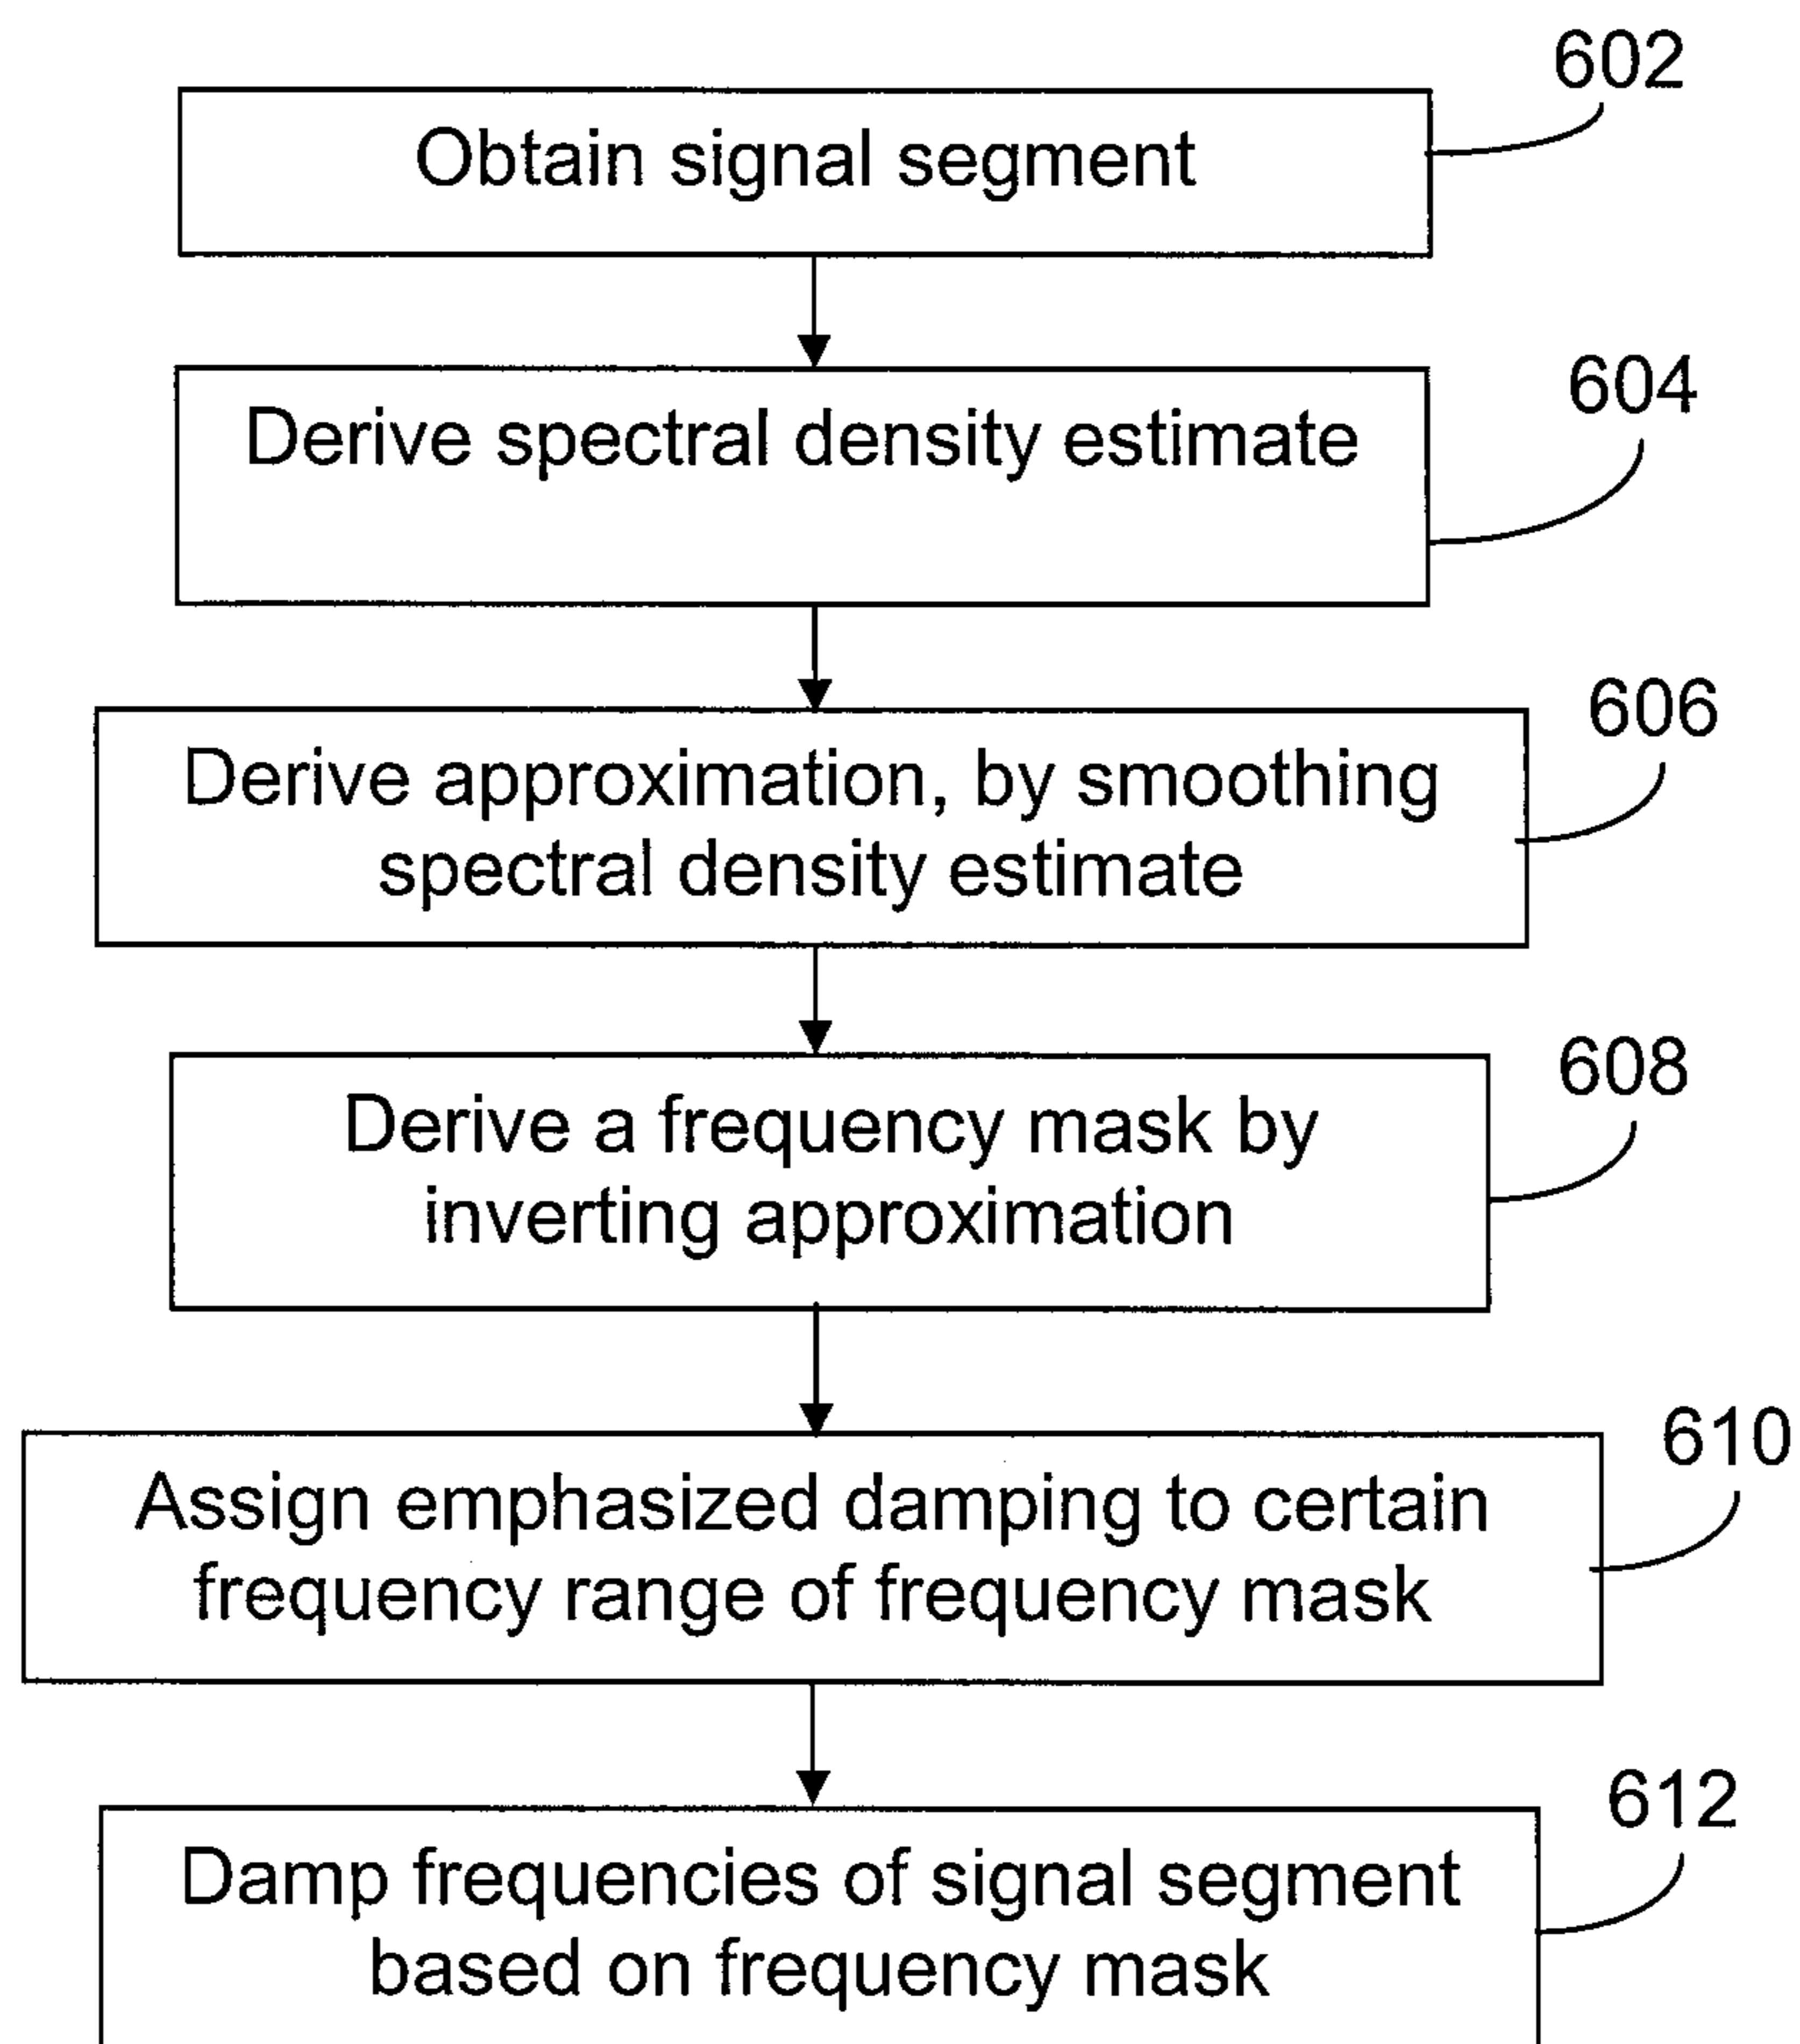 602
Obtain signal segment
604
Derive spectral density estimate
606
Derive approximation, by smoothing
spectral density estimate
608
Derive a frequency mask by
inverting approximation
610
Assign emphasized damping to certain
frequency range of frequency mask
612
Damp frequencies of signal segment
based on frequency mask